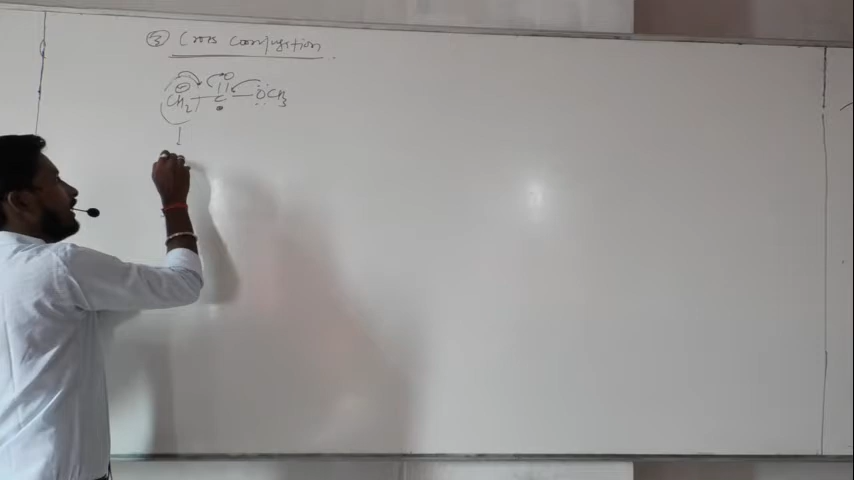 ③ Cross Conjugation
O
⊖
CH₂ — C — OCH₃